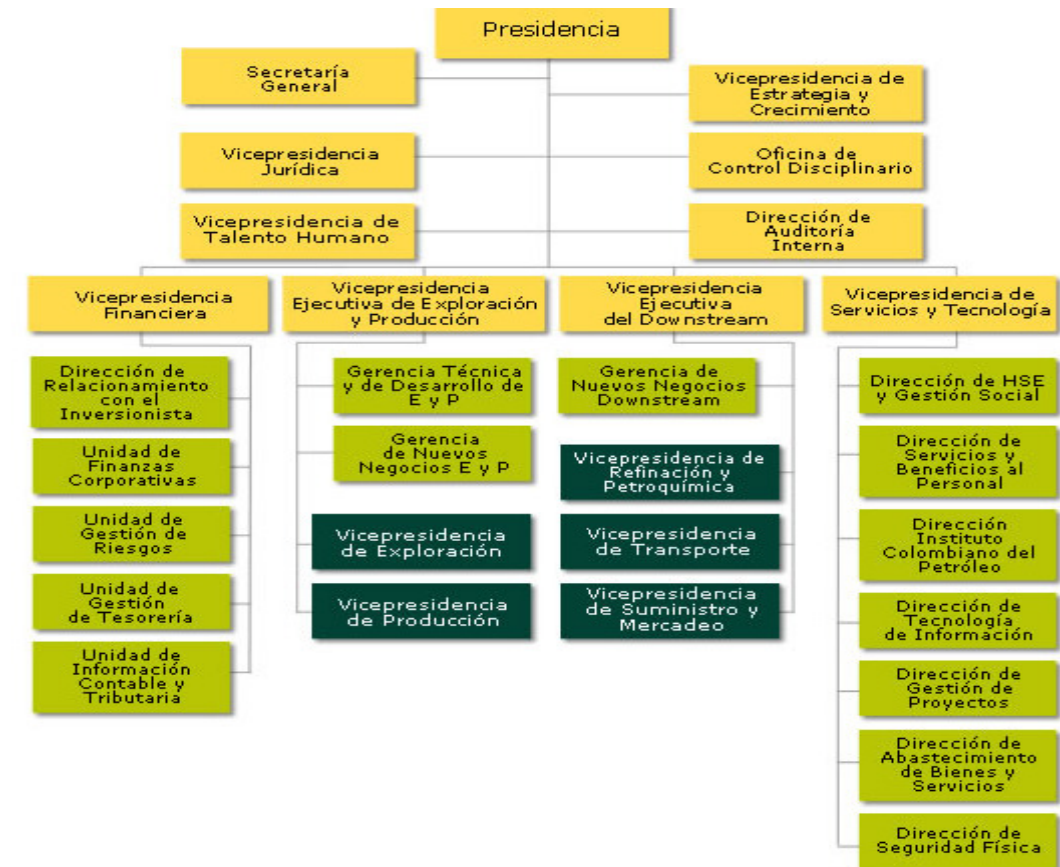 Presidencia
Secretaría
General
Vicepresidencia de
Estrategia y
Crecimiento
Vicepresidencia
Jurídica
Oficina de
Control Disciplinario
Vicepresidencia de
Talento Humano
Dirección de
Auditoría
Interna
Vicepresidencia
Financiera
Vicepresidencia
Ejecutiva de Exploración
y Producción
Vicepresidencia
Ejecutiva
del Downstream
Vicepresidencia de
Servicios y Tecnología
Dirección de
Relacionamiento
con el
Inversionista
Unidad de
Finanzas
Corporativas
Unidad de
Gestión de
Riesgos
Unidad de
Gestión
de Tesorería
Unidad de
Información
Contable y
Tributaria
Gerencia Técnica
y de Desarrollo de
E y P
Gerencia
de Nuevos
Negocios E y P
Vicepresidencia
de Exploración
Vicepresidencia
de Producción
Gerencia de
Nuevos Negocios
Downstream
Vicepresidencia de
Refinación y
Petroquímica
Vicepresidencia
de Transporte
Vicepresidencia
de Suministro y
Mercadeo
Dirección de HSE
y Gestión Social
Dirección de
Servicios y
Beneficios al
Personal
Dirección
Instituto
Colombiano del
Petróleo
Dirección de
Tecnología
de Información
Dirección de
Gestión de
Proyectos
Dirección de
Abastecimiento
de Bienes y
Servicios
Dirección de
Seguridad Física